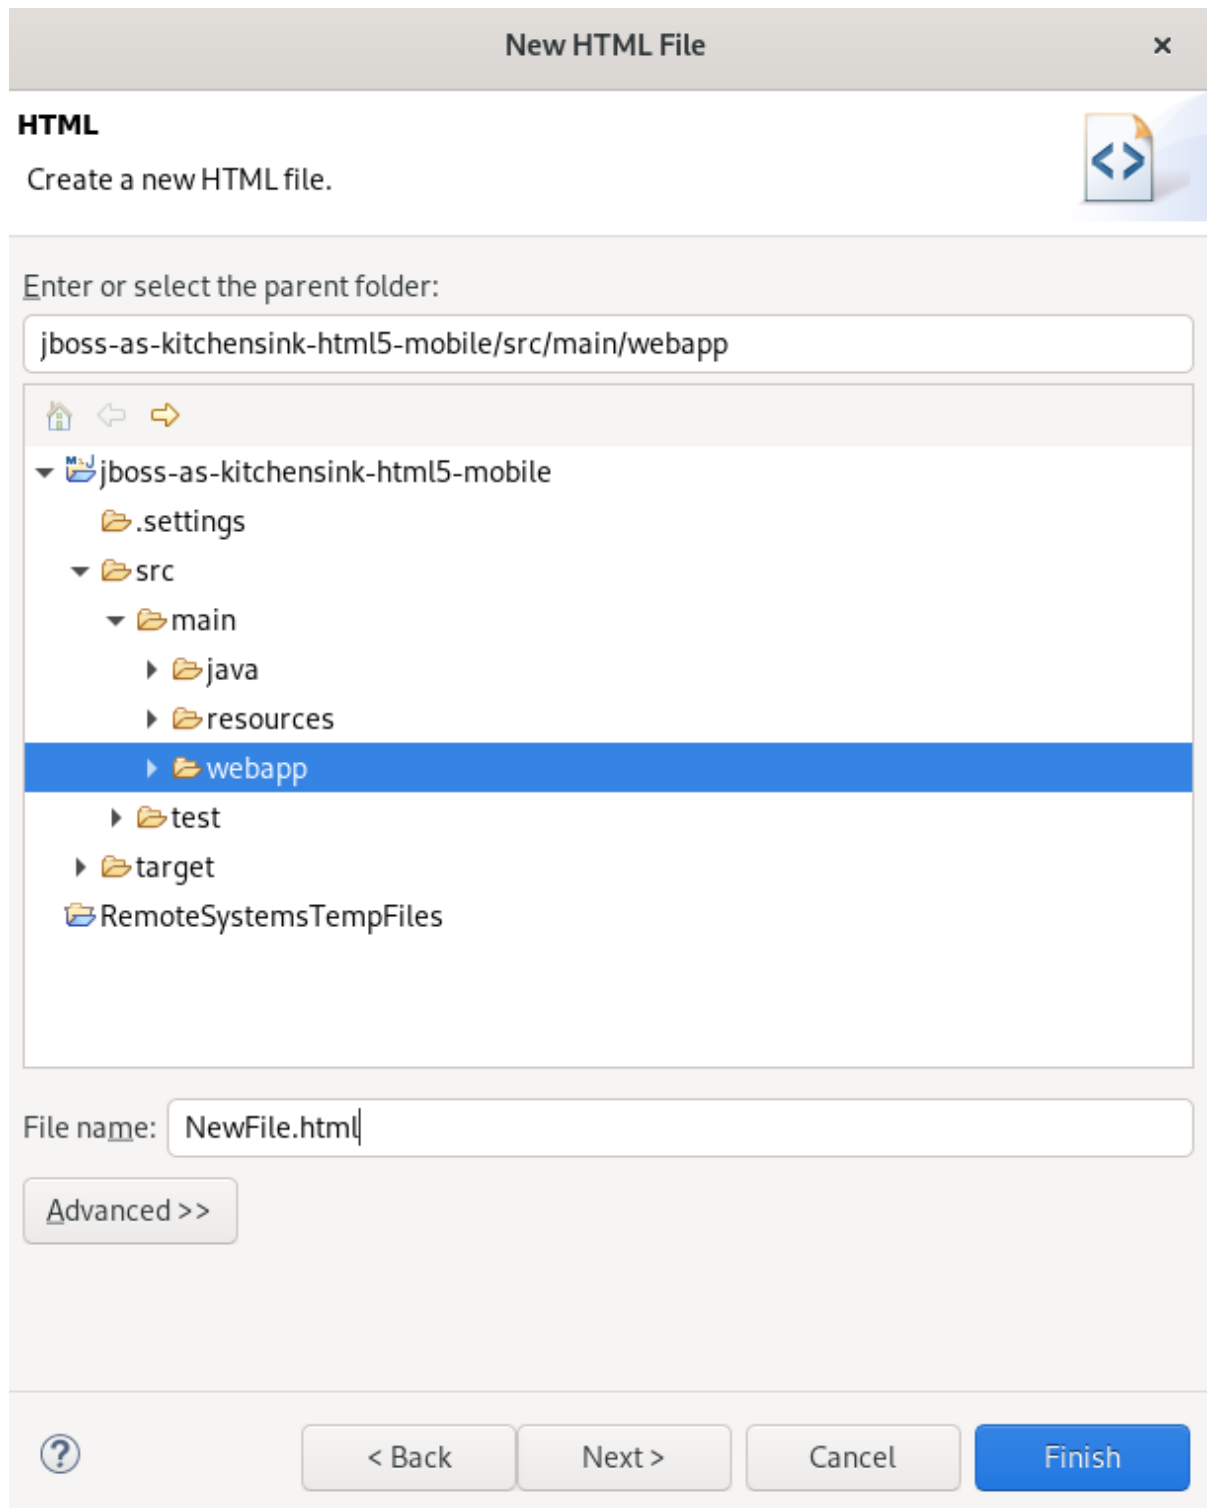 New HTML File
HTML
Create a new HTML file.
Enter or select the parent folder:
jboss-as-kitchensink-html5-mobile/src/main/webapp
jboss-as-kitchensink-html5-mobile
.settings
src
main
java
resources
webapp
test
target
RemoteSystemsTempFiles
File name: NewFile.html
Advanced >>
< Back Next > Cancel Finish